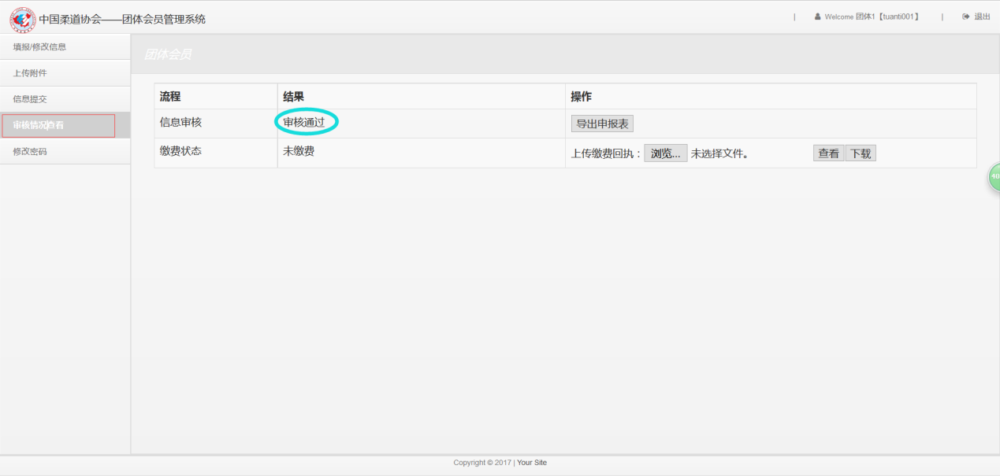 中国柔道协会——团体会员管理系统
| Welcome 团体1【tuanti001】 | 退出
填报/修改信息
上传附件
信息提交
审核情况查看
修改密码
团体会员
流程 结果 操作
信息审核 审核通过 导出申报表
缴费状态 未缴费 上传缴费回执： 浏览... 未选择文件。 查看 下载
40
Copyright © 2017 | Your Site